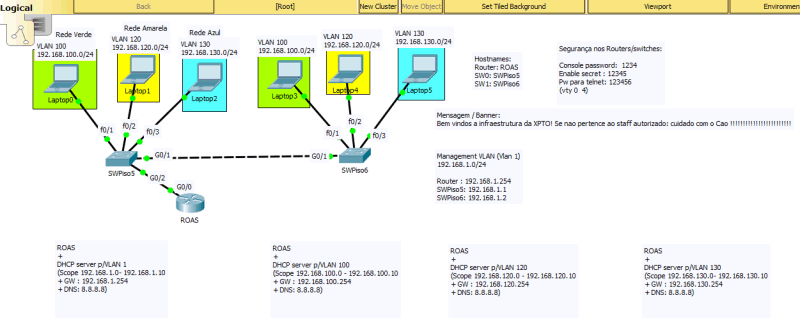 Logical
Back
[Root]
New Cluster
Move Object
Set Tiled Background
Viewport
Environmen
Rede Verde
VLAN 100
192.168.100.0/24
Laptop0
Rede Amarela
VLAN 120
192.168.120.0/24
Laptop1
Rede Azul
VLAN 130
192.168.130.0/24
Laptop2
f0/1
f0/2
f0/3
SWPiso5
G0/1
G0/2
G0/0
ROAS
VLAN 100
192.168.100.0/24
Laptop3
VLAN 120
192.168.120.0/24
Laptop4
VLAN 130
192.168.130.0/24
Laptop5
f0/1
f0/2
f0/3
G0/1
SWPiso6
Hostnames:
Router: ROAS
SW0: SWPiso5
SW1: SWPiso6
Segurança nos Routers/switches:
Console password: 1234
Enable secret : 12345
Pw para telnet: 123456
(vty 0 4)
Mensagem / Banner:
Bem vindos a infraestrutura da XPTO! Se nao pertence ao staff autorizado: cuidado com o Cao !!!!!!!!!!!!!!!!!!!!!!!!
Management VLAN (Vlan 1)
192.168.1.0/24
Router : 192.168.1.254
SWPiso5: 192.168.1.1
SWPiso6: 192.168.1.2
ROAS
+
DHCP server p/VLAN 1
(Scope 192.168.1.0- 192.168.1.10
+ GW : 192.168.1.254
+ DNS: 8.8.8.8)
ROAS
+
DHCP server p/VLAN 100
(Scope 192.168.100.0 - 192.168.100.10
+ GW : 192.168.100.254
+ DNS: 8.8.8.8)
ROAS
+
DHCP server p/VLAN 120
(Scope 192.168.120.0 - 192.168.120.10
+ GW: 192.168.120.254
+ DNS: 8.8.8.8)
ROAS
+
DHCP server p/VLAN 130
(Scope 192.168.130.0- 192.168.130.10
+ GW: 192.168.130.254
+ DNS: 8.8.8.8)